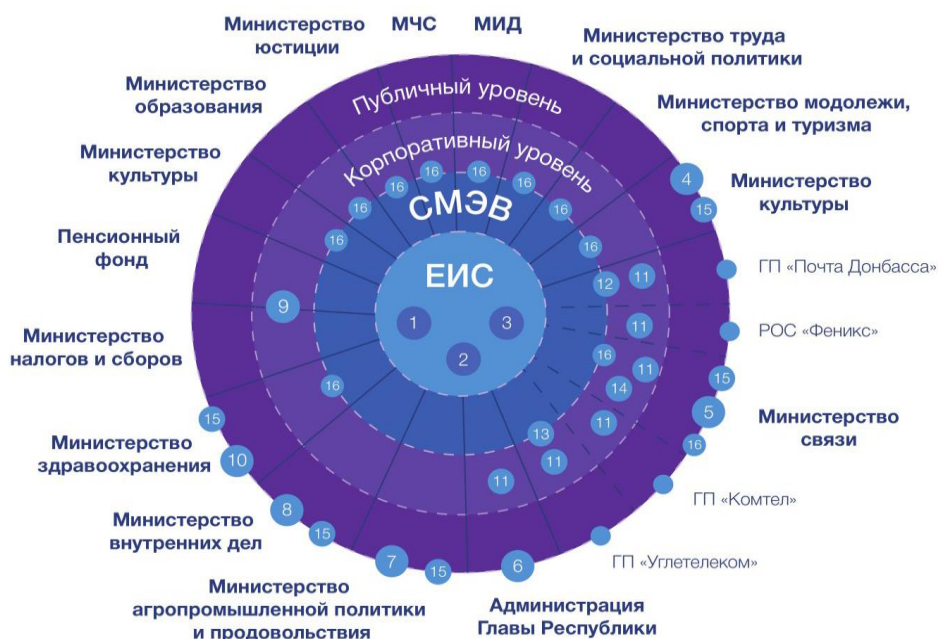 Министерство
юстиции
МЧС
МИД
Министерство труда
и социальной политики
Министерство
образования
Министерство модолежи,
спорта и туризма
Министерство
культуры
Министерство
культуры
Пенсионный
фонд
ГП «Почта Донбасса»
РОС «Феникс»
Министерство
налогов и сборов
Министерство
связи
Министерство
здравоохранения
ГП «Комтел»
Министерство
внутренних дел
ГП «Углетелеком»
Министерство
агропромышленной политики
и продовольствия
Администрация
Главы Республики
Публичный уровень
Корпоративный уровень
СМЭВ
ЕИС
1
2
3
16
16
16
16
16
16
16
16
16
4
15
12
11
11
16
11
14
11
13
11
11
15
5
16
6
15
7
15
8
10
15
16
9